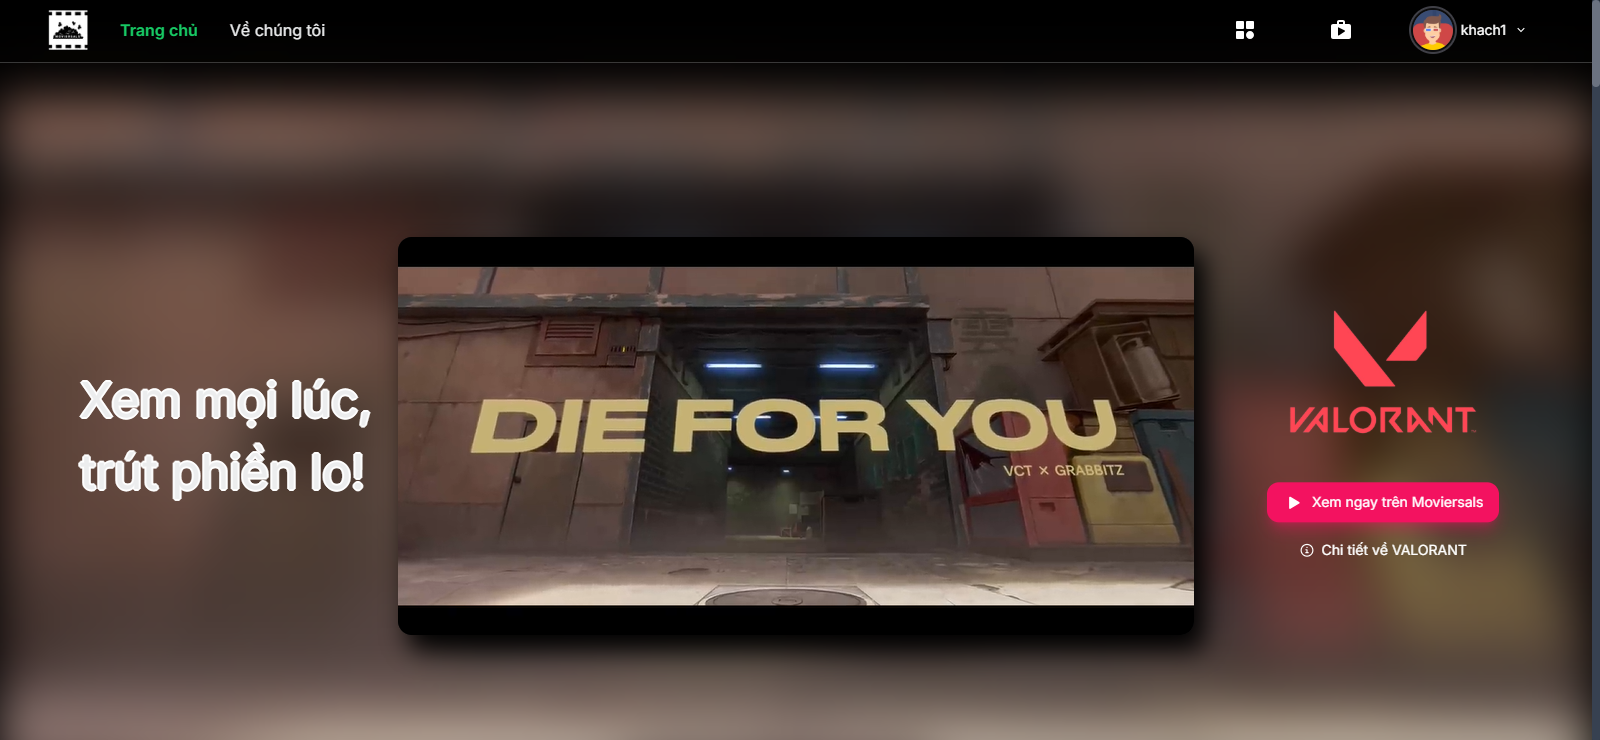 Trang chủ
Về chúng tôi
khach1
Xem mọi lúc,
trút phiền lo!
DIE FOR YOU
VCT × GRABBITZ
VALORANT
Xem ngay trên Moviersals
Chi tiết về VALORANT